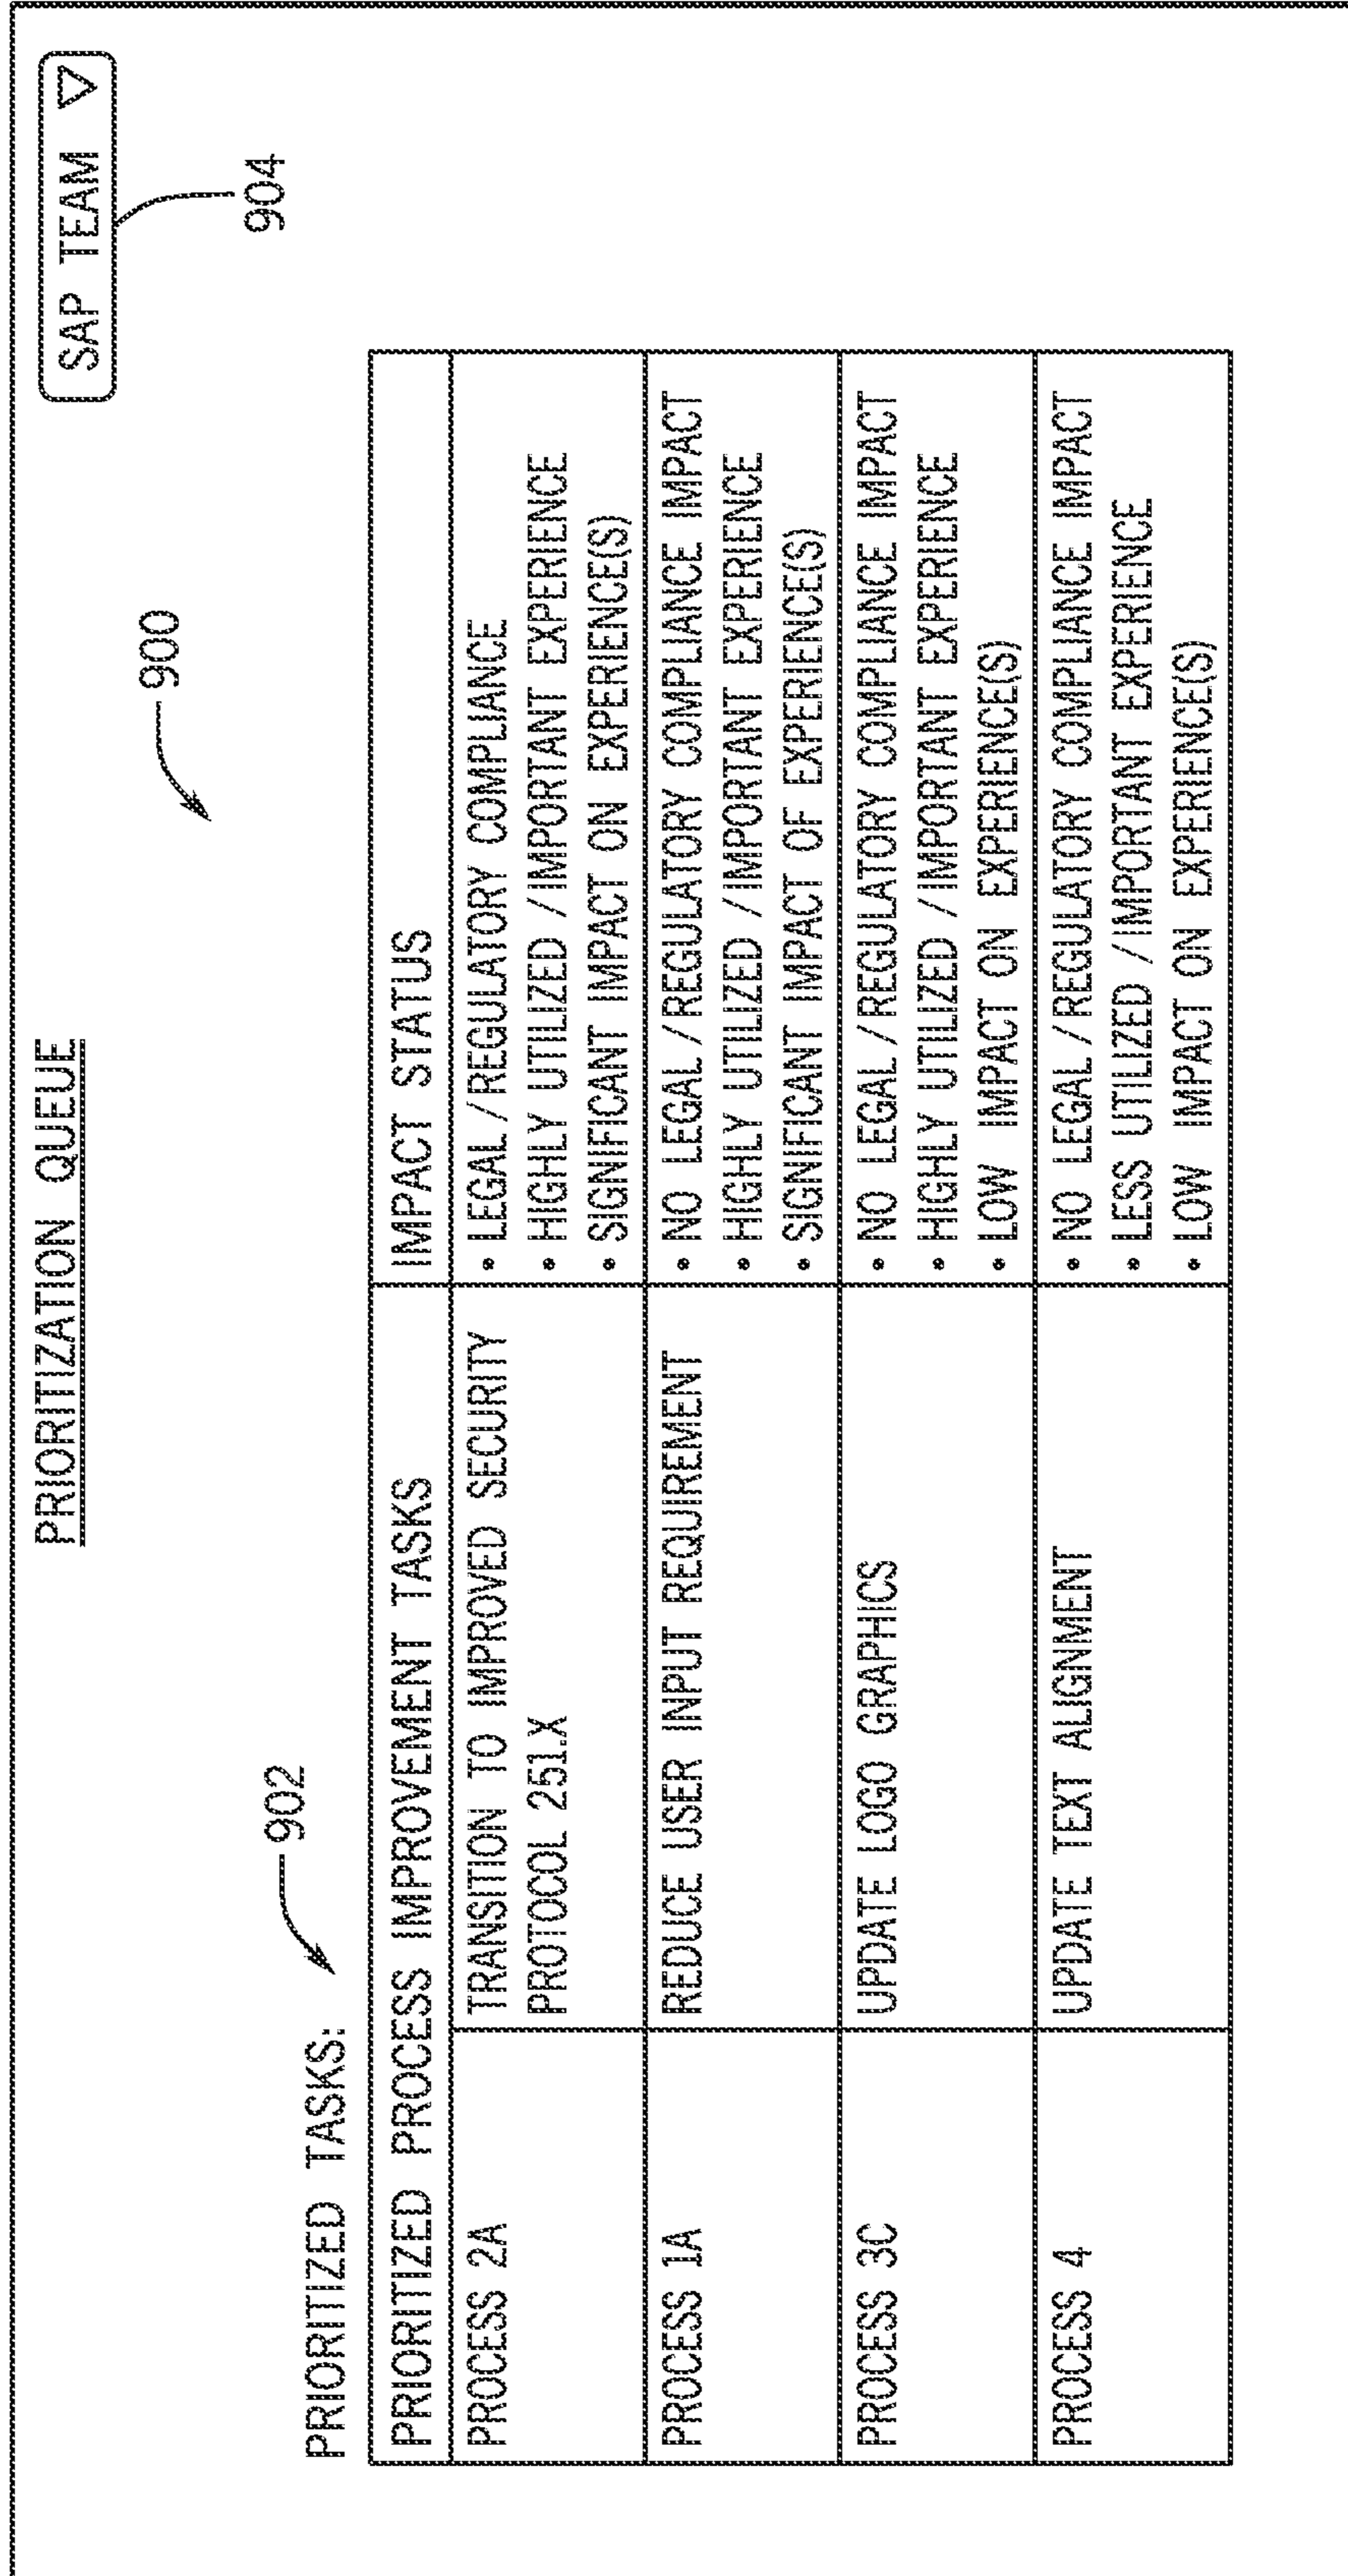 PRIORITIZATION QUEUE
SAP TEAM
900
904
902
PRIORITIZED TASKS:
PRIORITIZED PROCESS IMPROVEMENT TASKS
IMPACT STATUS
PROCESS 2A
TRANSITION TO IMPROVED SECURITY
PROTOCOL 251.X
• LEGAL/REGULATORY COMPLIANCE
• HIGHLY UTILIZED/IMPORTANT EXPERIENCE
• SIGNIFICANT IMPACT ON EXPERIENCE(S)
PROCESS 1A
REDUCE USER INPUT REQUIREMENT
• NO LEGAL/REGULATORY COMPLIANCE IMPACT
• HIGHLY UTILIZED/IMPORTANT EXPERIENCE
• SIGNIFICANT IMPACT OF EXPERIENCE(S)
PROCESS 3C
UPDATE LOGO GRAPHICS
• NO LEGAL/REGULATORY COMPLIANCE IMPACT
• HIGHLY UTILIZED/IMPORTANT EXPERIENCE
• LOW IMPACT ON EXPERIENCE(S)
PROCESS 4
UPDATE TEXT ALIGNMENT
• NO LEGAL/REGULATORY COMPLIANCE IMPACT
• LESS UTILIZED/IMPORTANT EXPERIENCE
• LOW IMPACT ON EXPERIENCE(S)